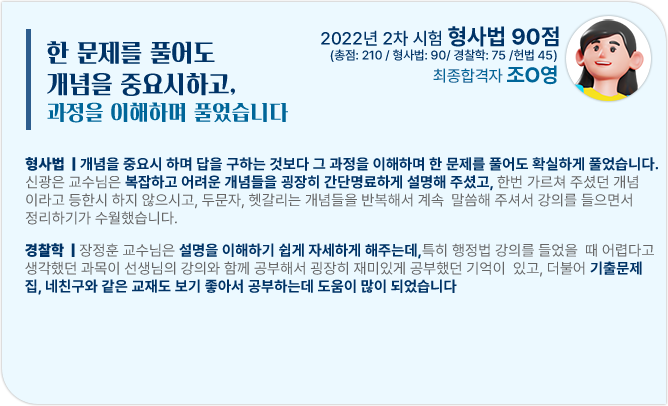 한 문제를 풀어도
개념을 중요시하고,
과정을 이해하며 풀었습니다
2022년 2차 시험 형사법 90점
(총점: 210 / 형사법: 90/ 경찰학: 75 /헌법 45)
최종합격자 조O영
형사법 ㅣ개념을 중요시 하며 답을 구하는 것보다 그 과정을 이해하며 한 문제를 풀어도 확실하게 풀었습니다.
신광은 교수님은 복잡하고 어려운 개념들을 굉장히 간단명료하게 설명해 주셨고, 한번 가르쳐 주셨던 개념
이라고 등한시 하지 않으시고, 두문자, 헷갈리는 개념들을 반복해서 계속 말씀해 주셔서 강의를 들으면서
정리하기가 수월했습니다.
경찰학 ㅣ장정훈 교수님은 설명을 이해하기 쉽게 자세하게 해주는데,특히 행정법 강의를 들었을 때 어렵다고
생각했던 과목이 선생님의 강의와 함께 공부해서 굉장히 재미있게 공부했던 기억이 있고, 더불어 기출문제
집, 네친구와 같은 교재도 보기 좋아서 공부하는데 도움이 많이 되었습니다